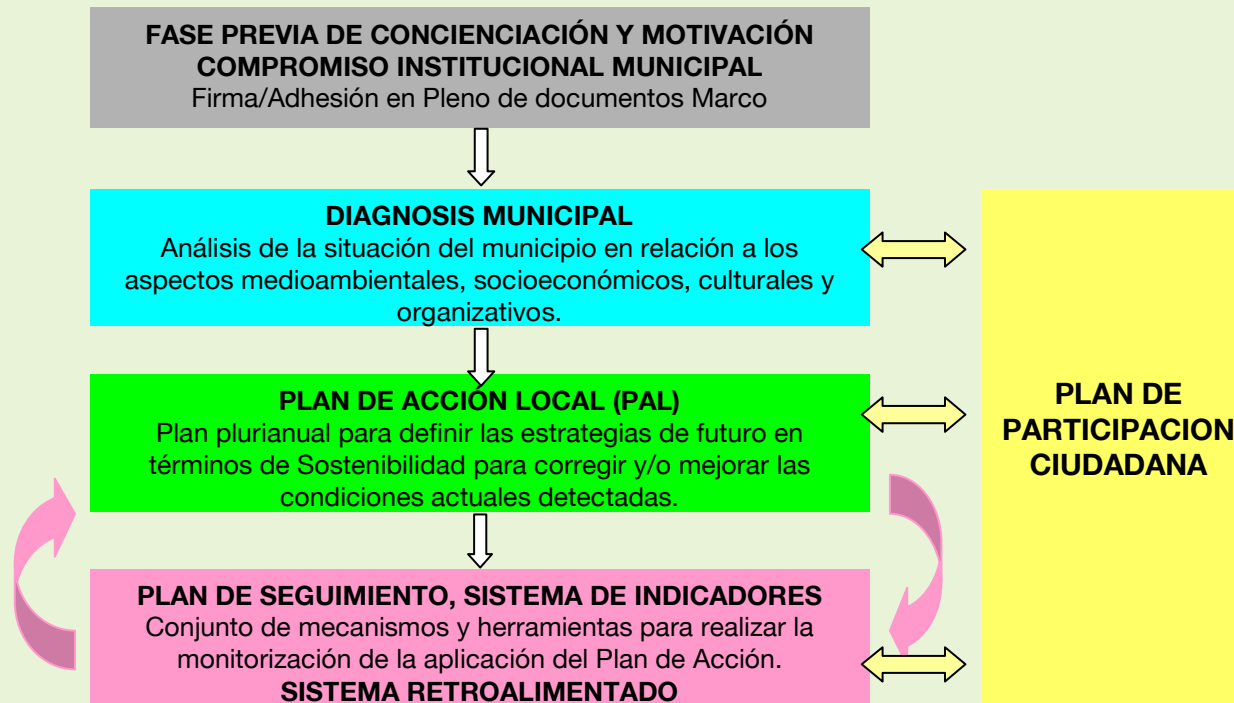 FASE PREVIA DE CONCIENCIACIÓN Y MOTIVACIÓN
COMPROMISO INSTITUCIONAL MUNICIPAL
Firma/Adhesión en Pleno de documentos Marco
DIAGNOSIS MUNICIPAL
Análisis de la situación del municipio en relación a los
aspectos medioambientales, socioeconómicos, culturales y
organizativos.
PLAN DE ACCIÓN LOCAL (PAL)
Plan plurianual para definir las estrategias de futuro en
términos de Sostenibilidad para corregir y/o mejorar las
condiciones actuales detectadas.
PLAN DE SEGUIMIENTO, SISTEMA DE INDICADORES
Conjunto de mecanismos y herramientas para realizar la
monitorización de la aplicación del Plan de Acción.
SISTEMA RETROALIMENTADO
PLAN DE
PARTICIPACION
CIUDADANA